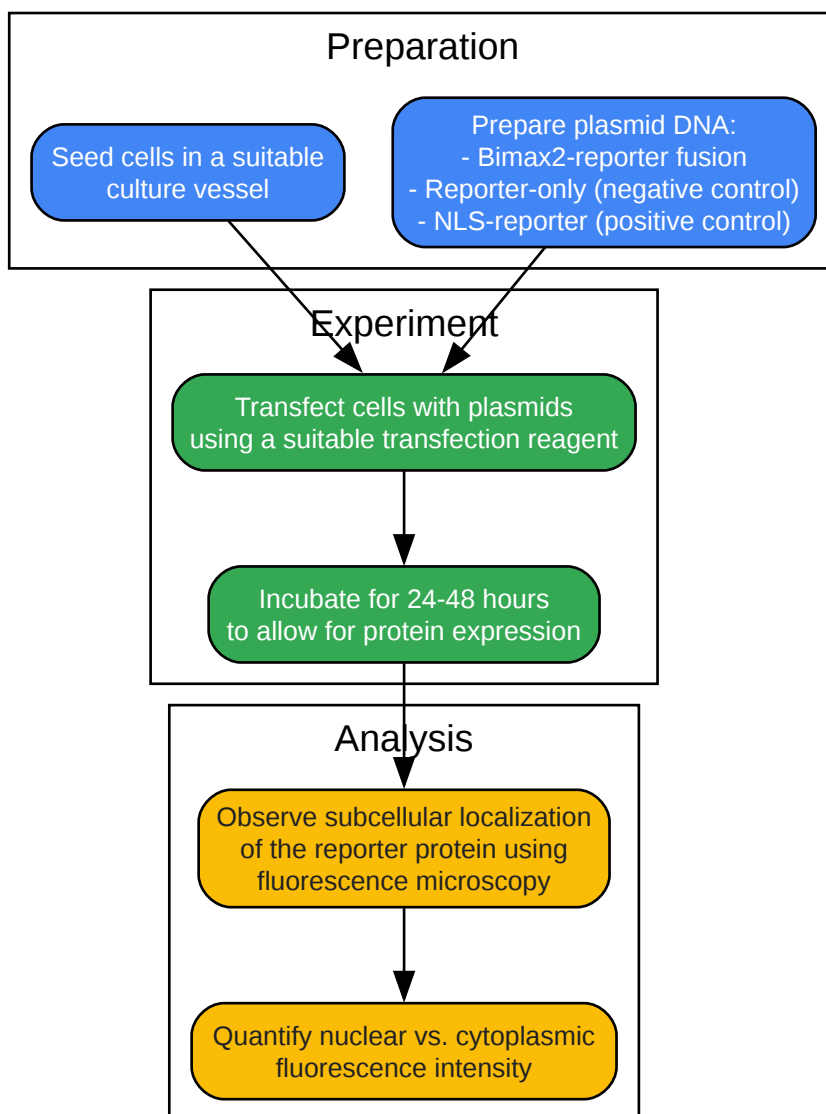 Preparation
Seed cells in a suitable
culture vessel
Prepare plasmid DNA:
- Bimax2-reporter fusion
- Reporter-only (negative control)
- NLS-reporter (positive control)
Experiment
Transfect cells with plasmids
using a suitable transfection reagent
Incubate for 24-48 hours
to allow for protein expression
Analysis
Observe subcellular localization
of the reporter protein using
fluorescence microscopy
Quantify nuclear vs. cytoplasmic
fluorescence intensity